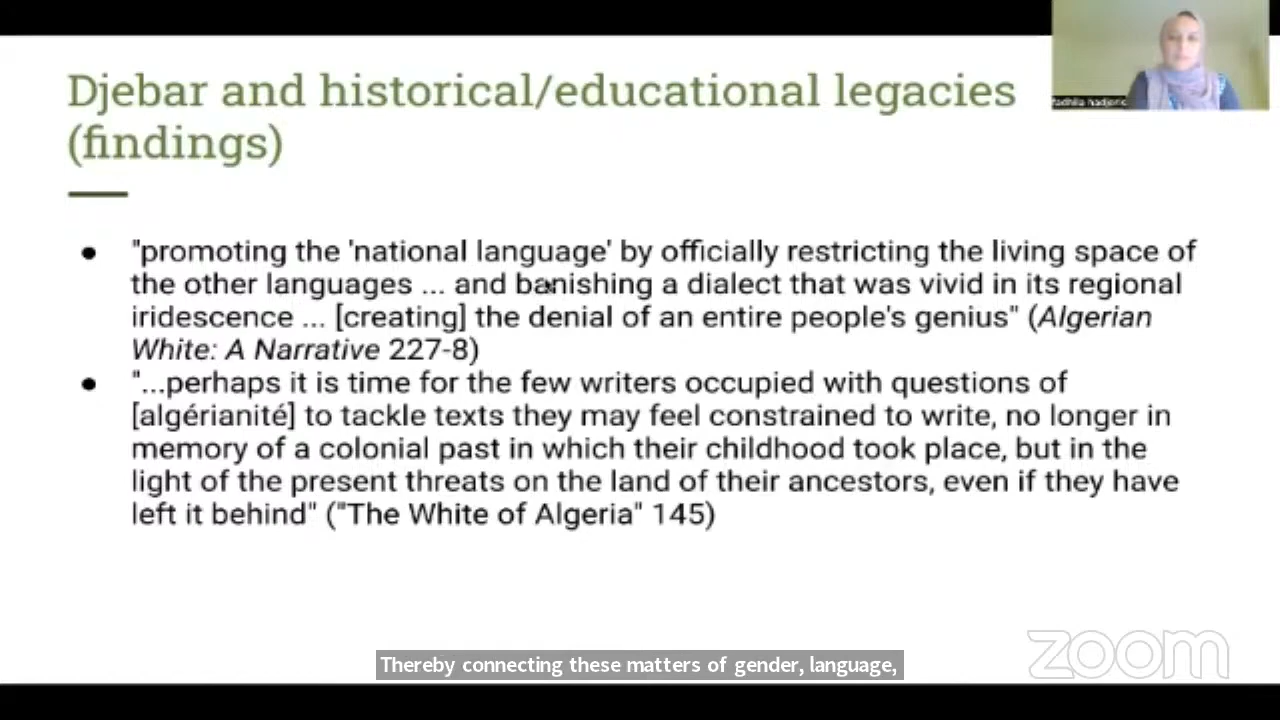 Djebar and historical/educational legacies
(findings)
fadhila hadjeris
● "promoting the 'national language' by officially restricting the living space of
the other languages ... and banishing a dialect that was vivid in its regional
iridescence ... [creating] the denial of an entire people's genius" (Algerian
White: A Narrative 227-8)
● "...perhaps it is time for the few writers occupied with questions of
[algérianité] to tackle texts they may feel constrained to write, no longer in
memory of a colonial past in which their childhood took place, but in the
light of the present threats on the land of their ancestors, even if they have
left it behind" ("The White of Algeria" 145)
Thereby connecting these matters of gender, language,
zoom